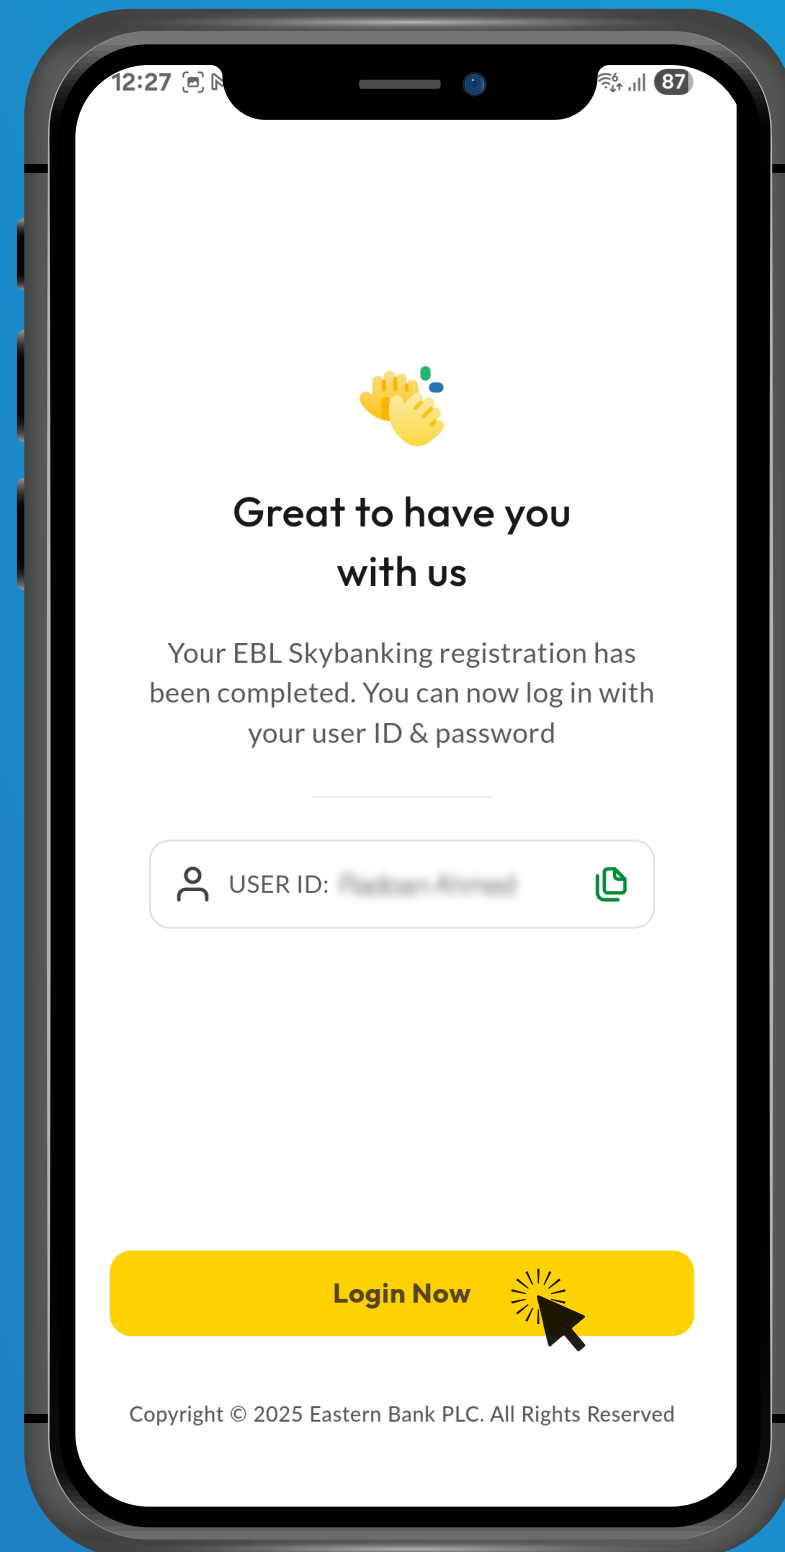 12:27 87
Great to have you
with us
Your EBL Skybanking registration has
been completed. You can now log in with
your user ID & password
USER ID:
Login Now
Copyright © 2025 Eastern Bank PLC. All Rights Reserved